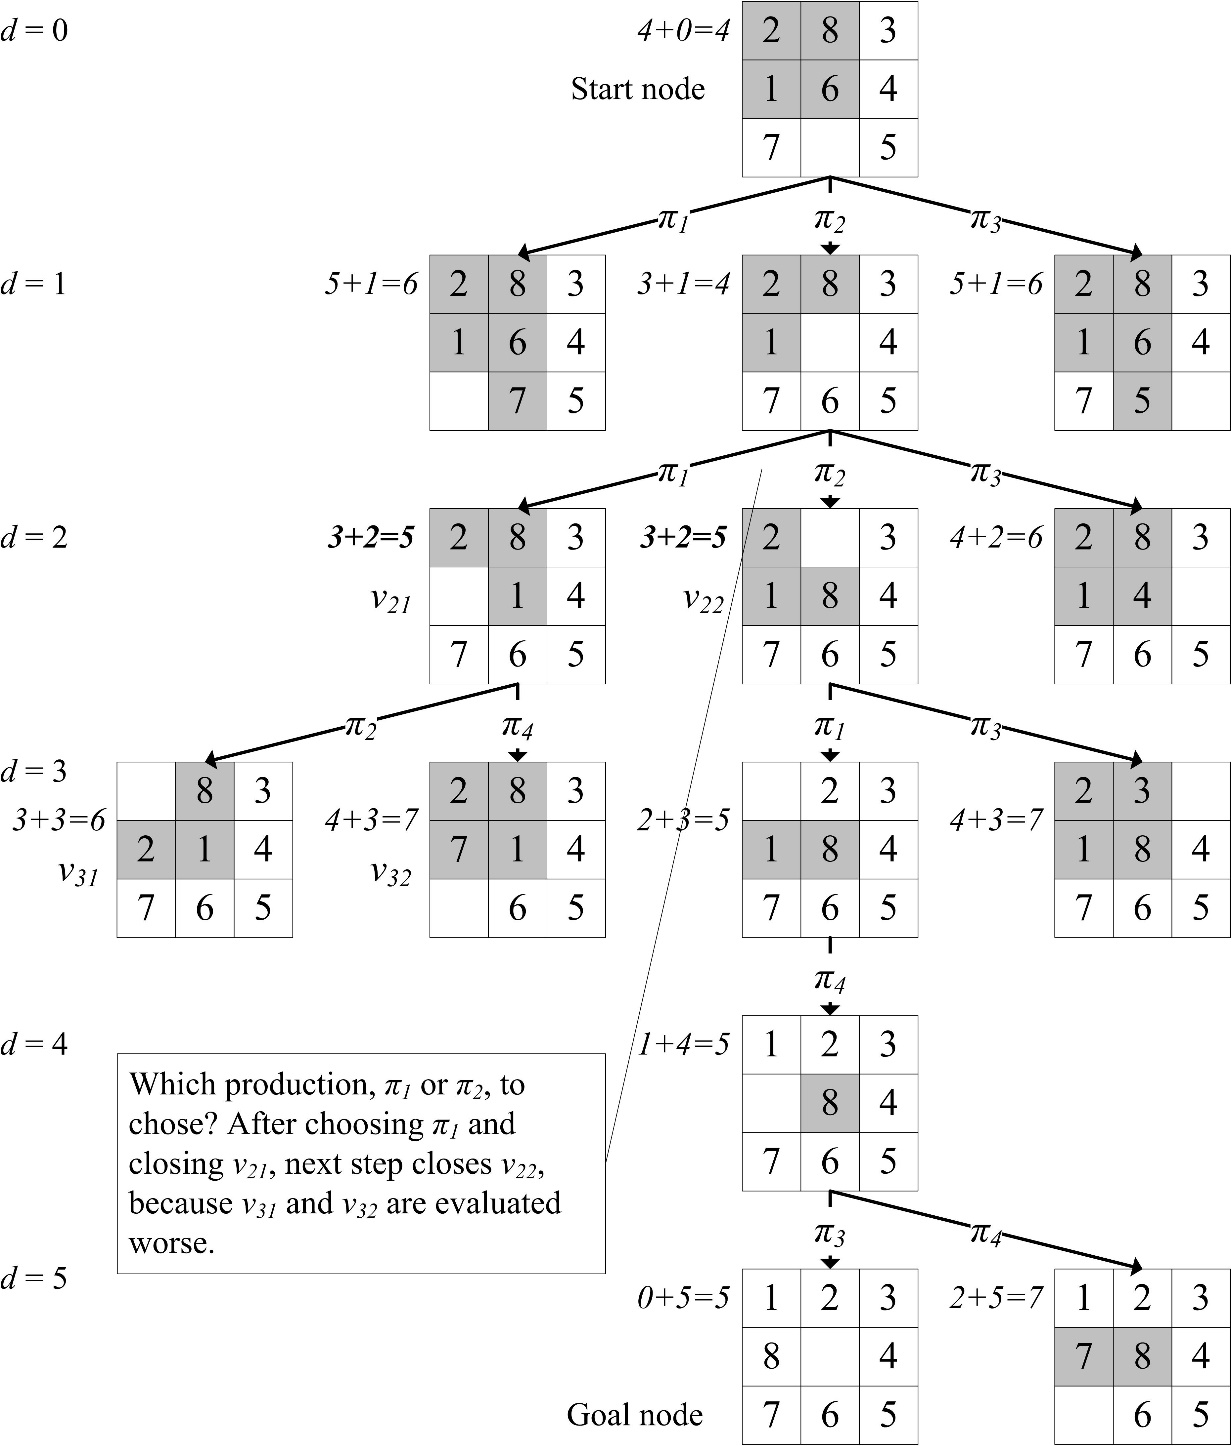 d = 0
4+0=4
2 8 3
Start node
1 6 4
7 5
π1 π2 π3
d = 1
5+1=6
2 8 3
3+1=4
2 8 3
5+1=6
2 8 3
1 6 4
1 4
1 6 4
7 5
7 6 5
7 5
π1 π2 π3
d = 2
3+2=5
2 8 3
3+2=5
2 3
4+2=6
2 8 3
v21
1 4
v22
1 8 4
1 4
7 6 5
7 6 5
7 6 5
π2 π4 π1 π3
d = 3
8 3
2 8 3
2 3
2 3
3+3=6
4+3=7
2+3=5
4+3=7
2 1 4
7 1 4
1 8 4
1 8 4
v31
v32
7 6 5
6 5
7 6 5
7 6 5
π4
d = 4
1+4=5
1 2 3
8 4
7 6 5
Which production, π1 or π2, to
chose? After choosing π1 and
closing v21, next step closes v22,
because v31 and v32 are evaluated
worse.
π3 π4
d = 5
0+5=5
1 2 3
2+5=7
1 2 3
8 4
7 8 4
Goal node
7 6 5
6 5